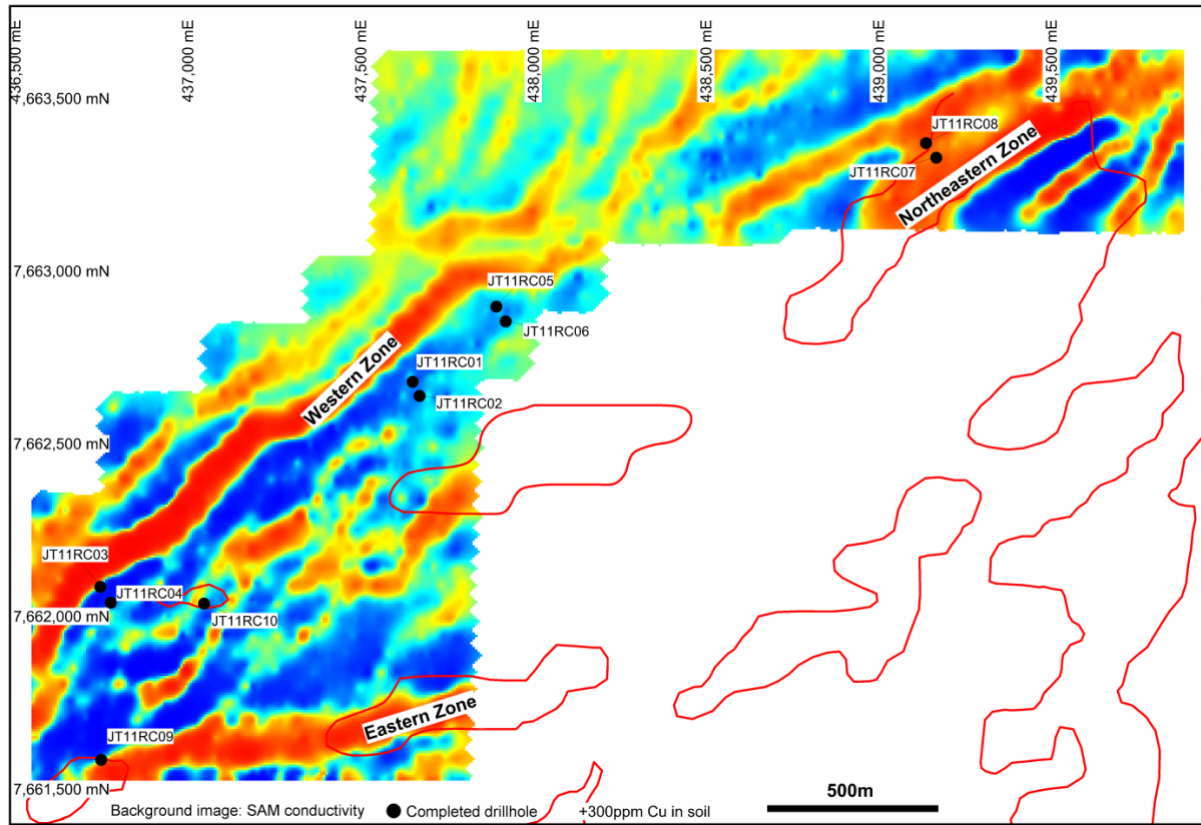 436,500 mE
437,000 mE
437,500 mE
438,000 mE
438,500 mE
439,000 mE
439,500 mE
7,663,500 mN
JT11RC08
JT11RC07
Northeastern Zone
7,663,000 mN
JT11RC05
JT11RC06
Western Zone
JT11RC01
JT11RC02
7,662,500 mN
JT11RC03
JT11RC04
7,662,000 mN
JT11RC10
Eastern Zone
JT11RC09
7,661,500 mN
Background image: SAM conductivity
Completed drillhole
+300ppm Cu in soil
500m